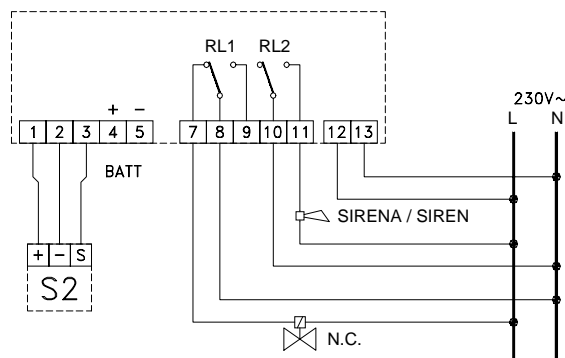 RL1 RL2
230V~
L N
+ −
1 2 3 4 5 7 8 9 10 11 12 13
BATT
SIRENA / SIREN
+ − S
S2
N.C.